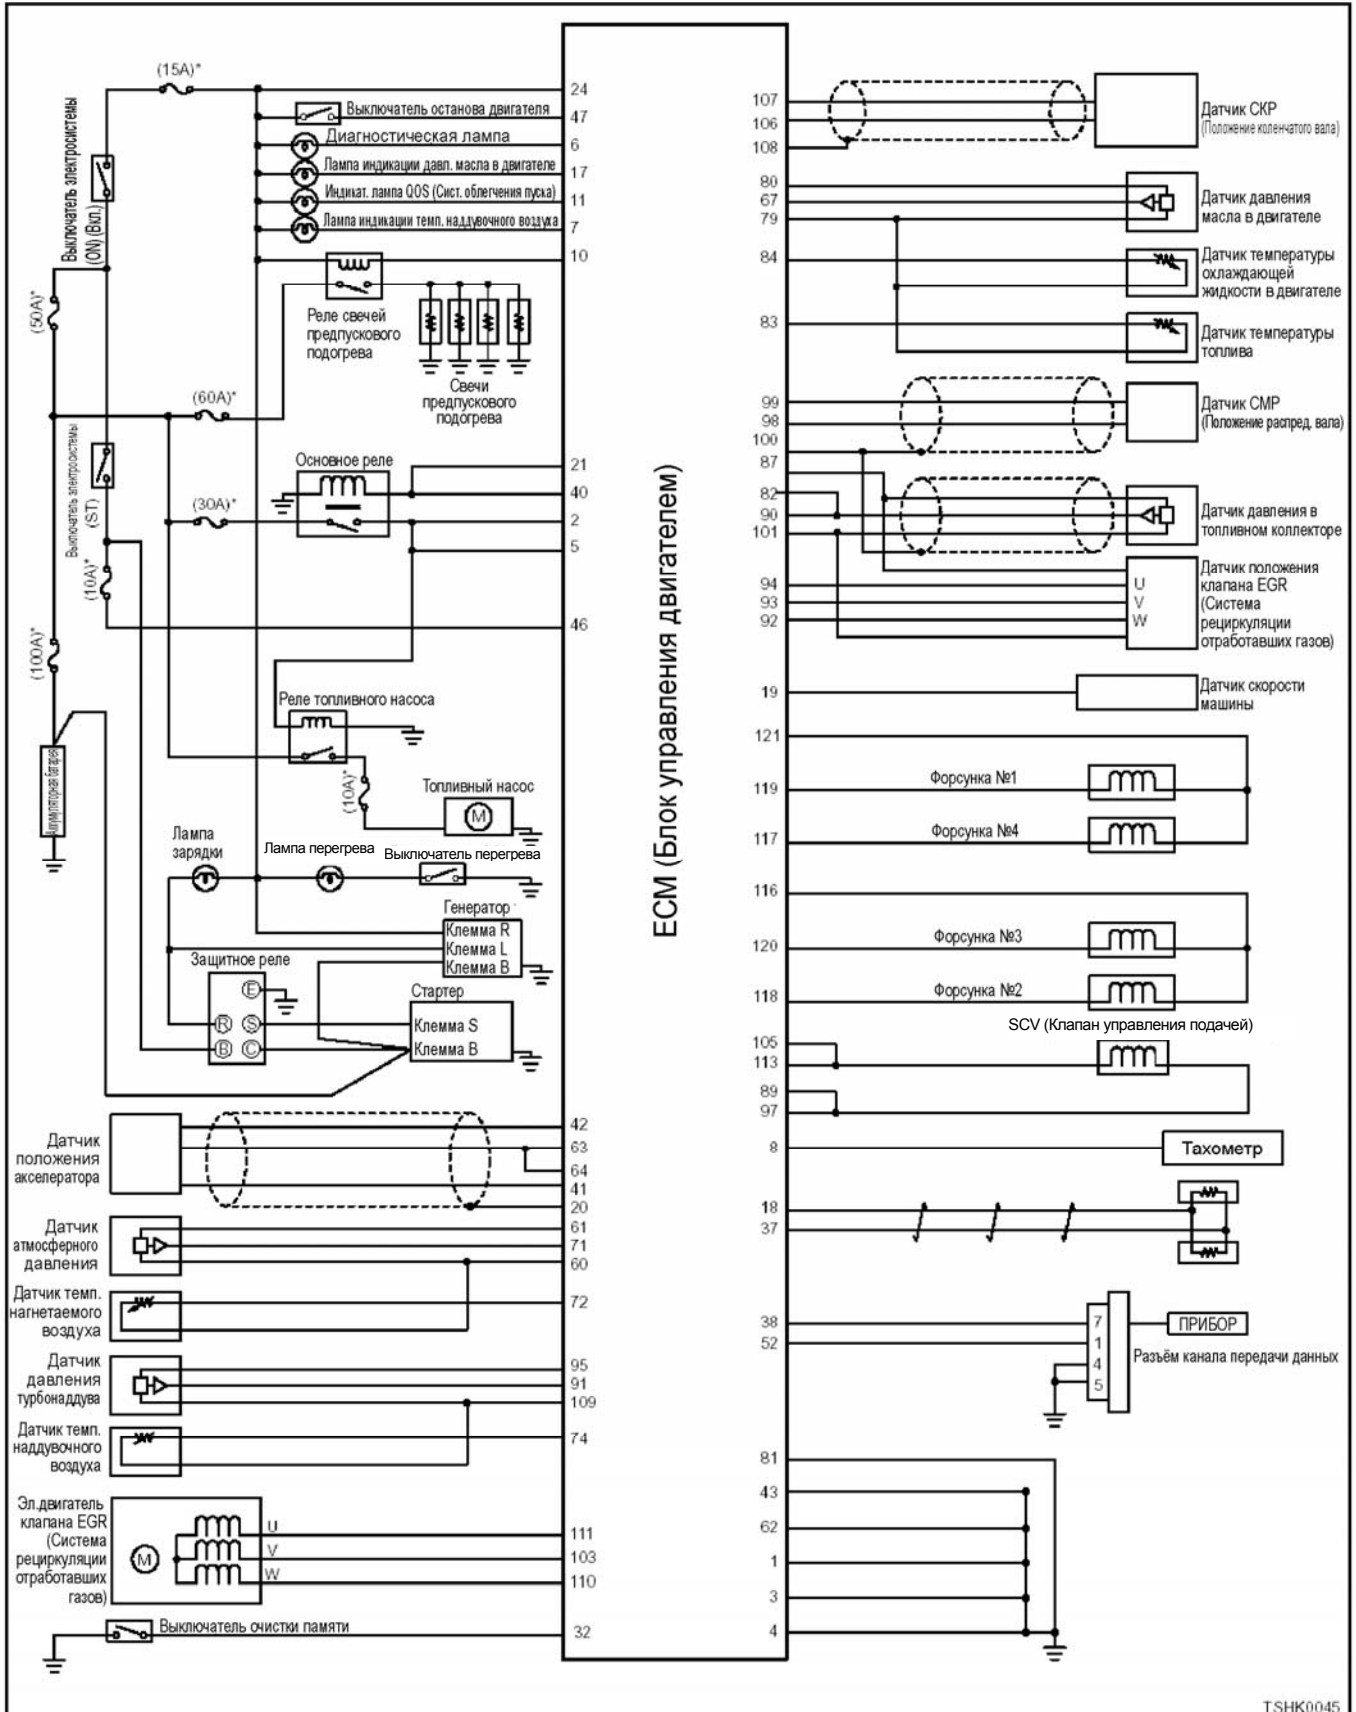 (15A)*
Выключатель электросистемы
(ON) (Вкл.)
(50A)*
24
Выключатель останова двигателя
47
Диагностическая лампа
6
Лампа индикации давл. масла в двигателе
17
Индикат. лампа QOS (Сист. облегчения пуска)
11
Лампа индикации темп. наддувочного воздуха
7
10
Реле свечей
предпускового
подогрева
Свечи
предпускового
подогрева
(60A)*
Выключатель электросистемы
(ST)
Основное реле
21
40
(30A)*
2
5
(10A)*
46
(100A)*
Аккумуляторная батарея
Реле топливного насоса
(10A)*
Топливный насос
M
Лампа
зарядки
Лампа перегрева
Выключатель перегрева
Генератор
Клемма R
Клемма L
Клемма B
Защитное реле
E
R
S
B
C
Стартер
Клемма S
Клемма B
Датчик
положения
акселератора
42
63
64
41
20
Датчик
атмосферного
давления
61
71
60
Датчик темп.
нагнетаемого
воздуха
72
Датчик
давления
турбонаддува
95
91
109
Датчик темп.
наддувочного
воздуха
74
Эл.двигатель
клапана EGR
(Система
рециркуляции
отработавших
газов)
M
U
V
W
111
103
110
Выключатель очистки памяти
32
ECM (Блок управления двигателем)
107
106
108
Датчик CKP
(Положение коленчатого вала)
80
67
79
Датчик давления
масла в двигателе
84
Датчик температуры
охлаждающей
жидкости в двигателе
83
Датчик температуры
топлива
99
98
100
Датчик CMP
(Положение распред. вала)
87
82
90
101
Датчик давления в
топливном коллекторе
94
93
92
U
V
W
Датчик положения
клапана EGR
(Система
рециркуляции
отработавших газов)
19
Датчик скорости
машины
121
119
Форсунка №1
117
Форсунка №4
116
120
Форсунка №3
118
Форсунка №2
SCV (Клапан управления подачей)
105
113
89
97
8
Тахометр
18
37
38
52
7
1
4
5
ПРИБОР
Разъём канала передачи данных
81
43
62
1
3
4
TSHK0045